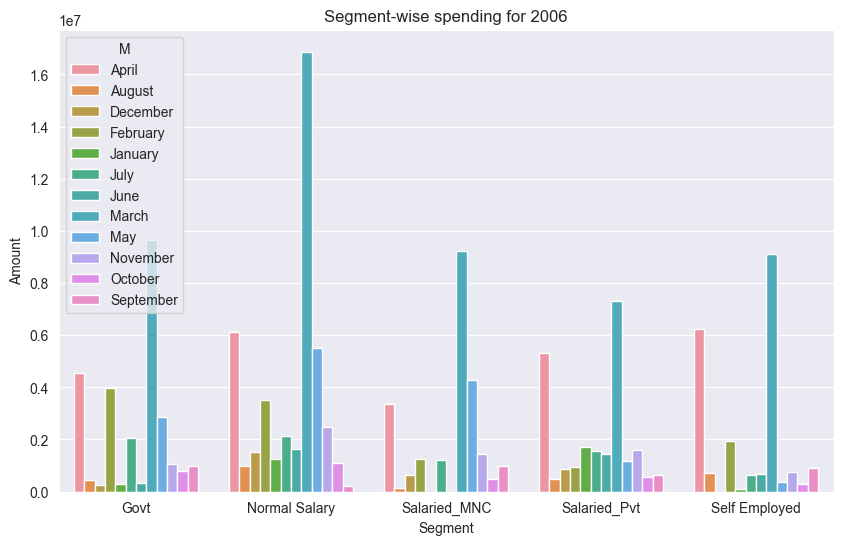 Segment-wise spending for 2006
1e7
M
April
August
December
February
January
July
June
March
May
November
October
September
Amount
1.6
1.4
1.2
1.0
0.8
0.6
0.4
0.2
0.0
Govt
Normal Salary
Salaried_MNC
Salaried_Pvt
Self Employed
Segment